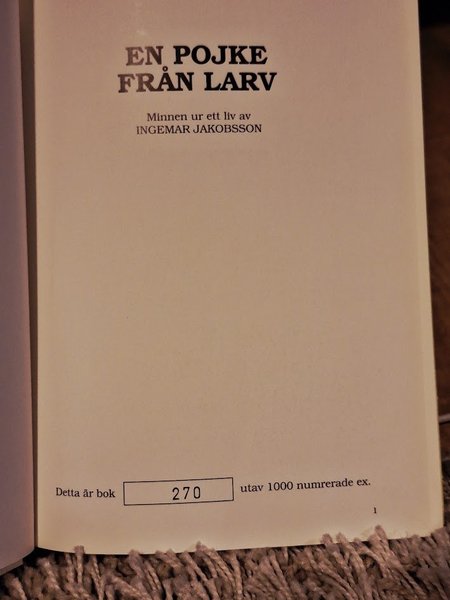 EN POJKE
FRÅN LARV
Minnen ur ett liv av
INGEMAR JAKOBSSON
Detta är bok 270 utav 1000 numrerade ex.
1